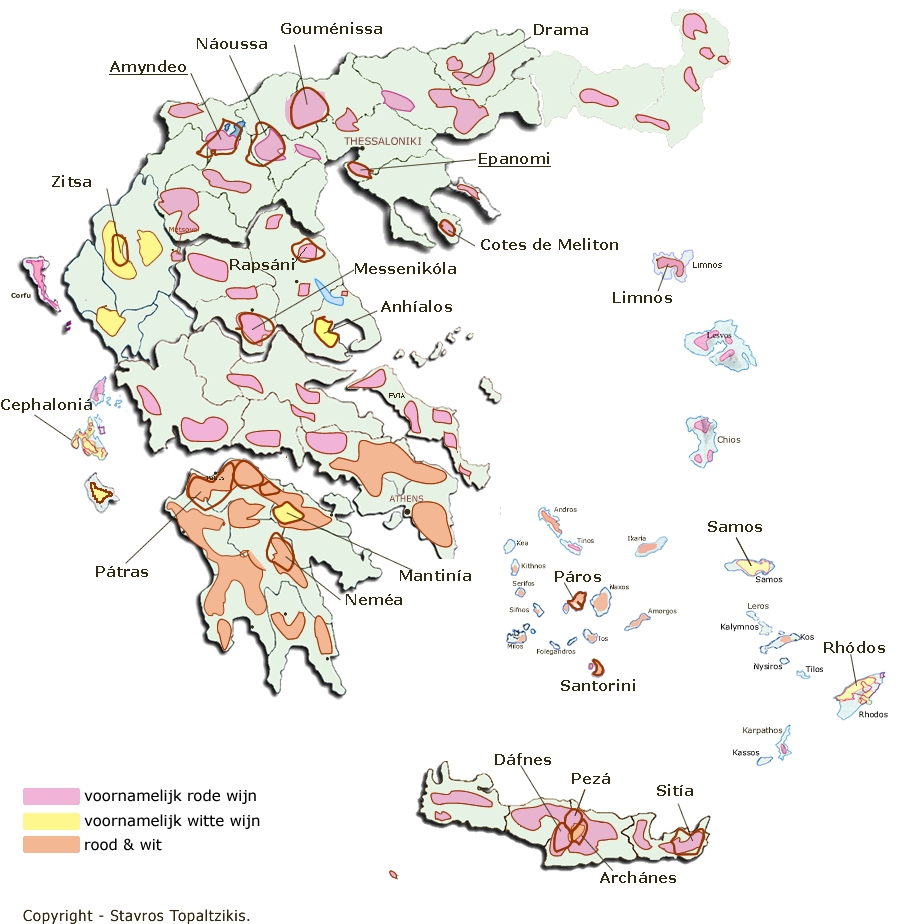 Gouménissa
Drama
Náoussa
Amyndeo
THESSALONIKI
Epanomi
Zitsa
Metsovo
Cotes de Meliton
Rapsáni
Messenikóla
Limnos
Limnos
Corfu
Anhíalos
Lesvos
EVIA
Cephaloniá
Chios
Patras
ATHENS
Andros
Samos
Kea
Tinos
Ikaria
Pátras
Mantinía
Kithnos
Páros
Samos
Serifos
Naxos
Neméa
Sifnos
Amorgos
Leros
Kalymnos
Milos
Ios
Kos
Folegandros
Rhódos
Nysiros
Tilos
Santorini
Rhodos
Karpathos
Kassos
Dáfnes
Pezá
Sitía
voornamelijk rode wijn
voornamelijk witte wijn
rood & wit
Archánes
Copyright - Stavros Topaltzikis.